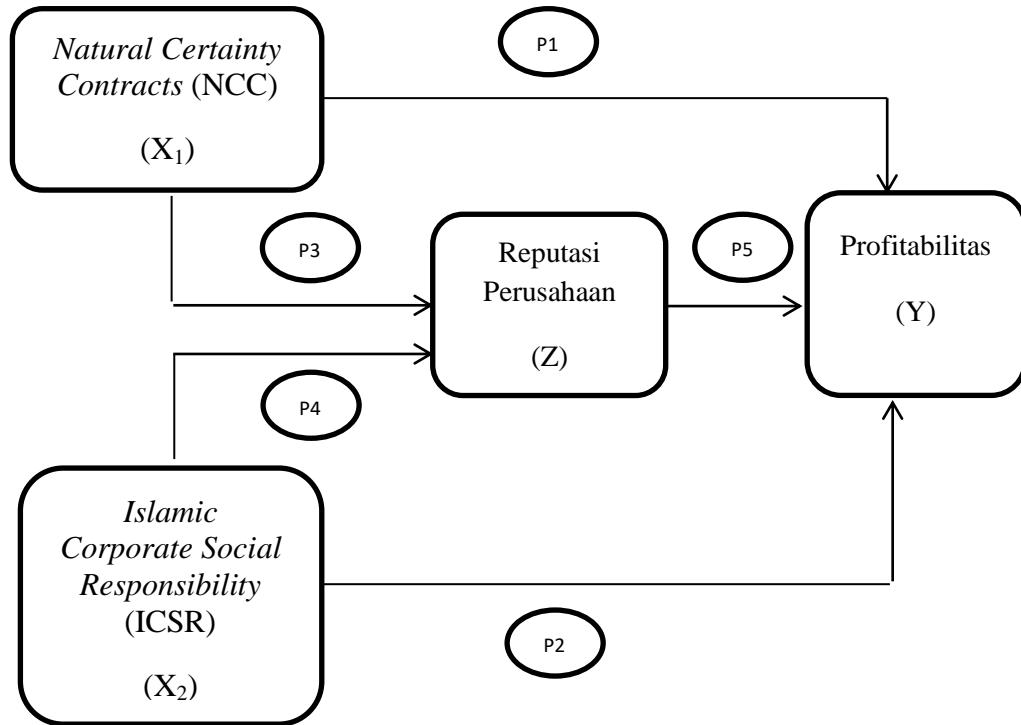 Natural Certainty
Contracts (NCC)
(X₁)
P1
P3
Reputasi
Perusahaan
(Z)
P5
Profitabilitas
(Y)
P4
Islamic
Corporate Social
Responsibility
(ICSR)
(X₂)
P2